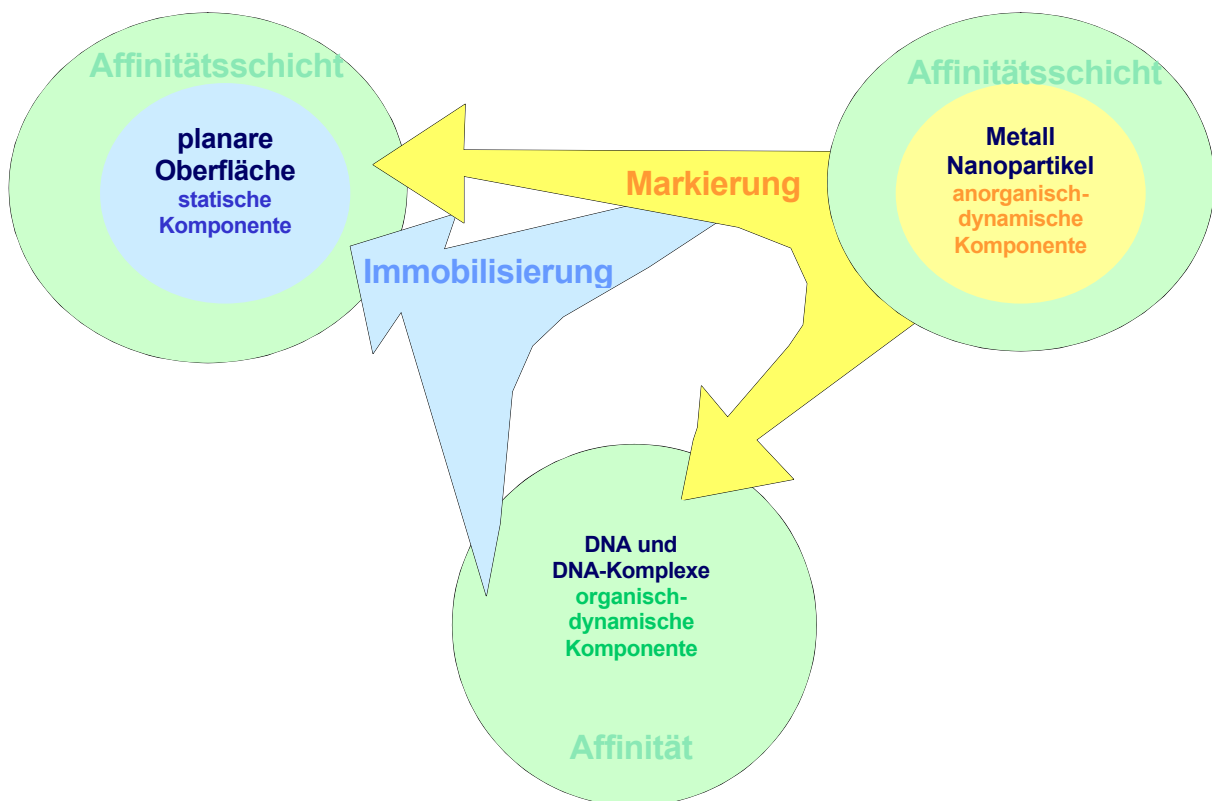 Affinitätsschicht
planare
Oberfläche
statische
Komponente
Affinitätsschicht
Metall
Nanopartikel
anorganisch-
dynamische
Komponente
Markierung
Immobilisierung
DNA und
DNA-Komplexe
organisch-
dynamische
Komponente
Affinität